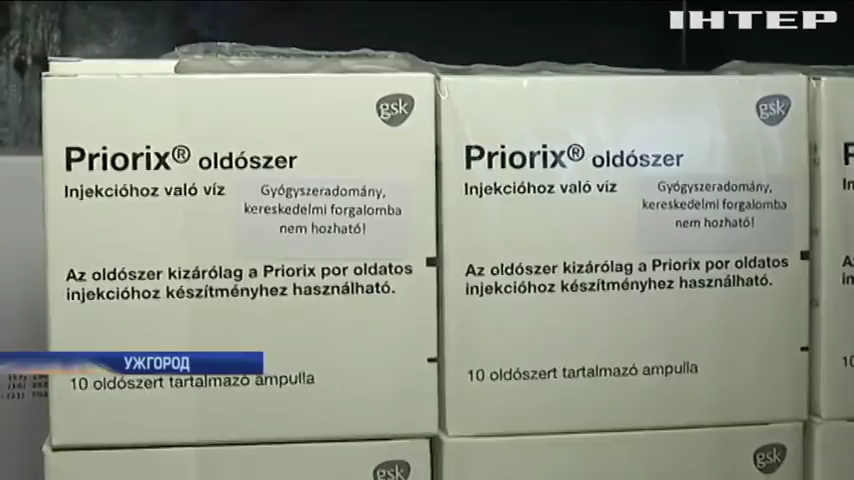 ІНТЕР
gsk
Priorix® oldószer
Injekcióhoz való víz
Gyógyszeradomány,
kereskedelmi forgalomba
nem hozható!
Az oldószer kizárólag a Priorix por oldatos
injekcióhoz készítményhez használható.
10 oldószert tartalmazó ampulla
gsk
gsk
Priorix® oldószer
Injekcióhoz való víz
Gyógyszeradomány,
kereskedelmi forgalomba
nem hozható!
Az oldószer kizárólag a Priorix por oldatos
injekcióhoz készítményhez használható.
10 oldószert tartalmazó ampulla
gsk
УЖГОРОД